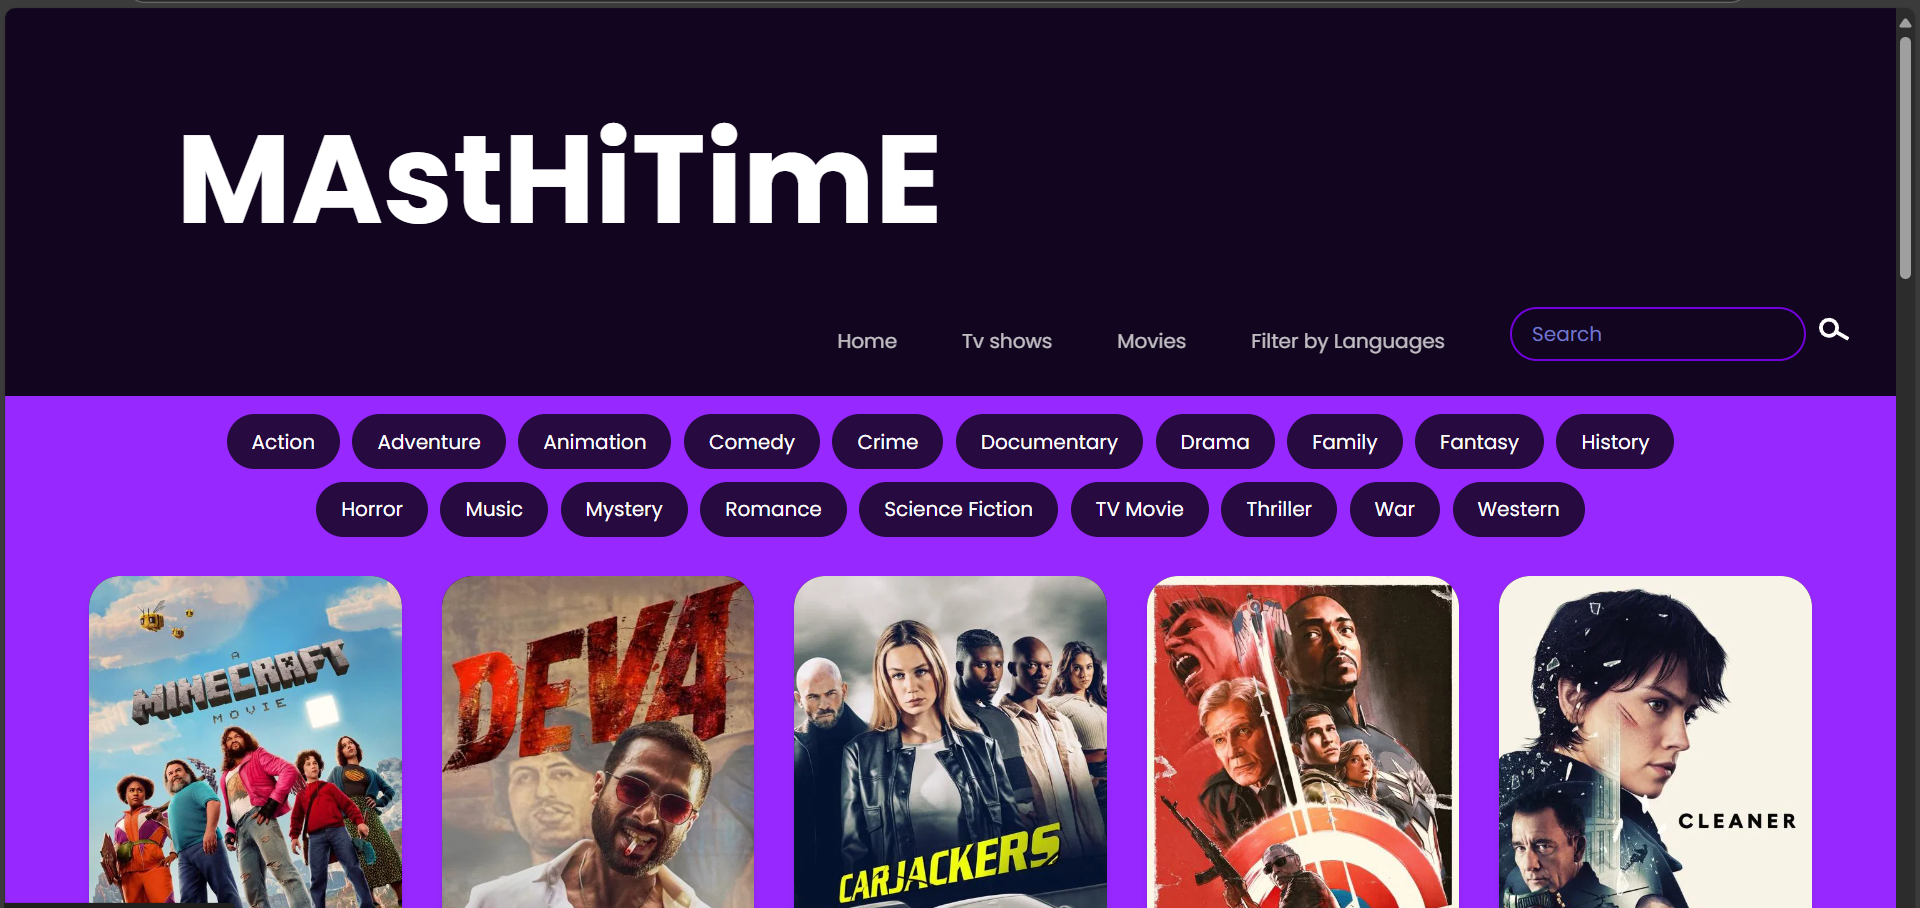 MAstHiTimE
Home Tv shows Movies Filter by Languages Search
Action Adventure Animation Comedy Crime Documentary Drama Family Fantasy History
Horror Music Mystery Romance Science Fiction TV Movie Thriller War Western
A
MINECRAFT
MOVIE
DEVA
CARJACKERS
CLEANER